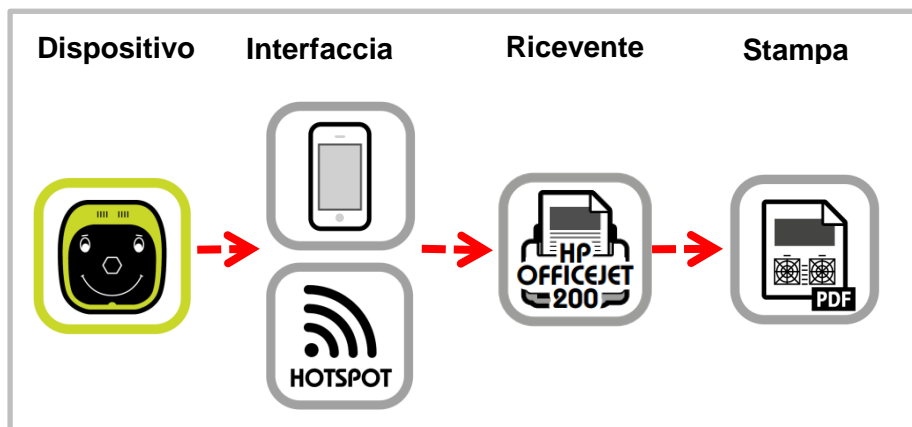 Dispositivo
Interfaccia
Ricevente
Stampa
HP
OFFICEJET
200
PDF
HOTSPOT